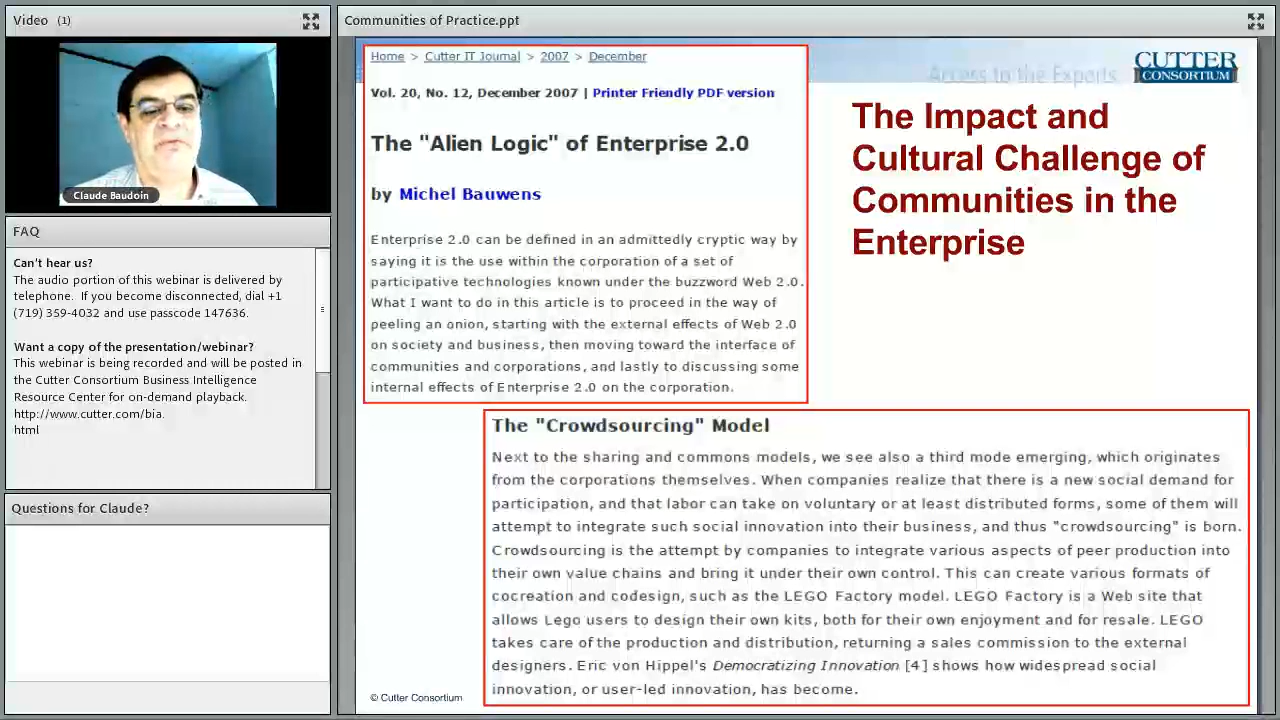 Video (1)
Claude Baudoin
FAQ
Can't hear us?
The audio portion of this webinar is delivered by
telephone. If you become disconnected, dial +1
(719) 359-4032 and use passcode 147636.
Want a copy of the presentation/webinar?
This webinar is being recorded and will be posted in
the Cutter Consortium Business Intelligence
Resource Center for on-demand playback.
http://www.cutter.com/bia.
html
Questions for Claude?
Communities of Practice.ppt
Home > Cutter IT Journal > 2007 > December
Access to the Experts
CUTTER
CONSORTIUM
Vol. 20, No. 12, December 2007 | Printer Friendly PDF version
The "Alien Logic" of Enterprise 2.0
by Michel Bauwens
Enterprise 2.0 can be defined in an admittedly cryptic way by
saying it is the use within the corporation of a set of
participative technologies known under the buzzword Web 2.0.
What I want to do in this article is to proceed in the way of
peeling an onion, starting with the external effects of Web 2.0
on society and business, then moving toward the interface of
communities and corporations, and lastly to discussing some
internal effects of Enterprise 2.0 on the corporation.
The Impact and
Cultural Challenge of
Communities in the
Enterprise
The "Crowdsourcing" Model
Next to the sharing and commons models, we see also a third mode emerging, which originates
from the corporations themselves. When companies realize that there is a new social demand for
participation, and that labor can take on voluntary or at least distributed forms, some of them will
attempt to integrate such social innovation into their business, and thus "crowdsourcing" is born.
Crowdsourcing is the attempt by companies to integrate various aspects of peer production into
their own value chains and bring it under their own control. This can create various formats of
cocreation and codesign, such as the LEGO Factory model. LEGO Factory is a Web site that
allows Lego users to design their own kits, both for their own enjoyment and for resale. LEGO
takes care of the production and distribution, returning a sales commission to the external
designers. Eric von Hippel's Democratizing Innovation [4] shows how widespread social
innovation, or user-led innovation, has become.
© Cutter Consortium